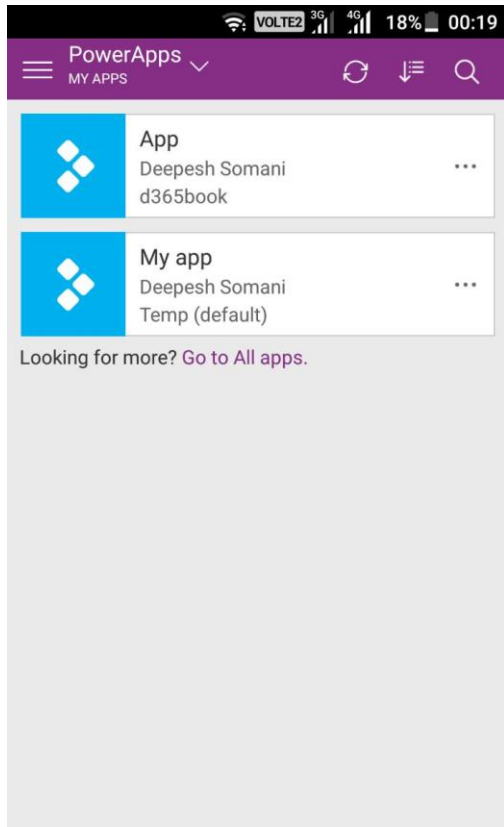 VOLTE2 3G 4G 18% 00:19
PowerApps
MY APPS
App
Deepesh Somani
d365book
My app
Deepesh Somani
Temp (default)
Looking for more? Go to All apps.